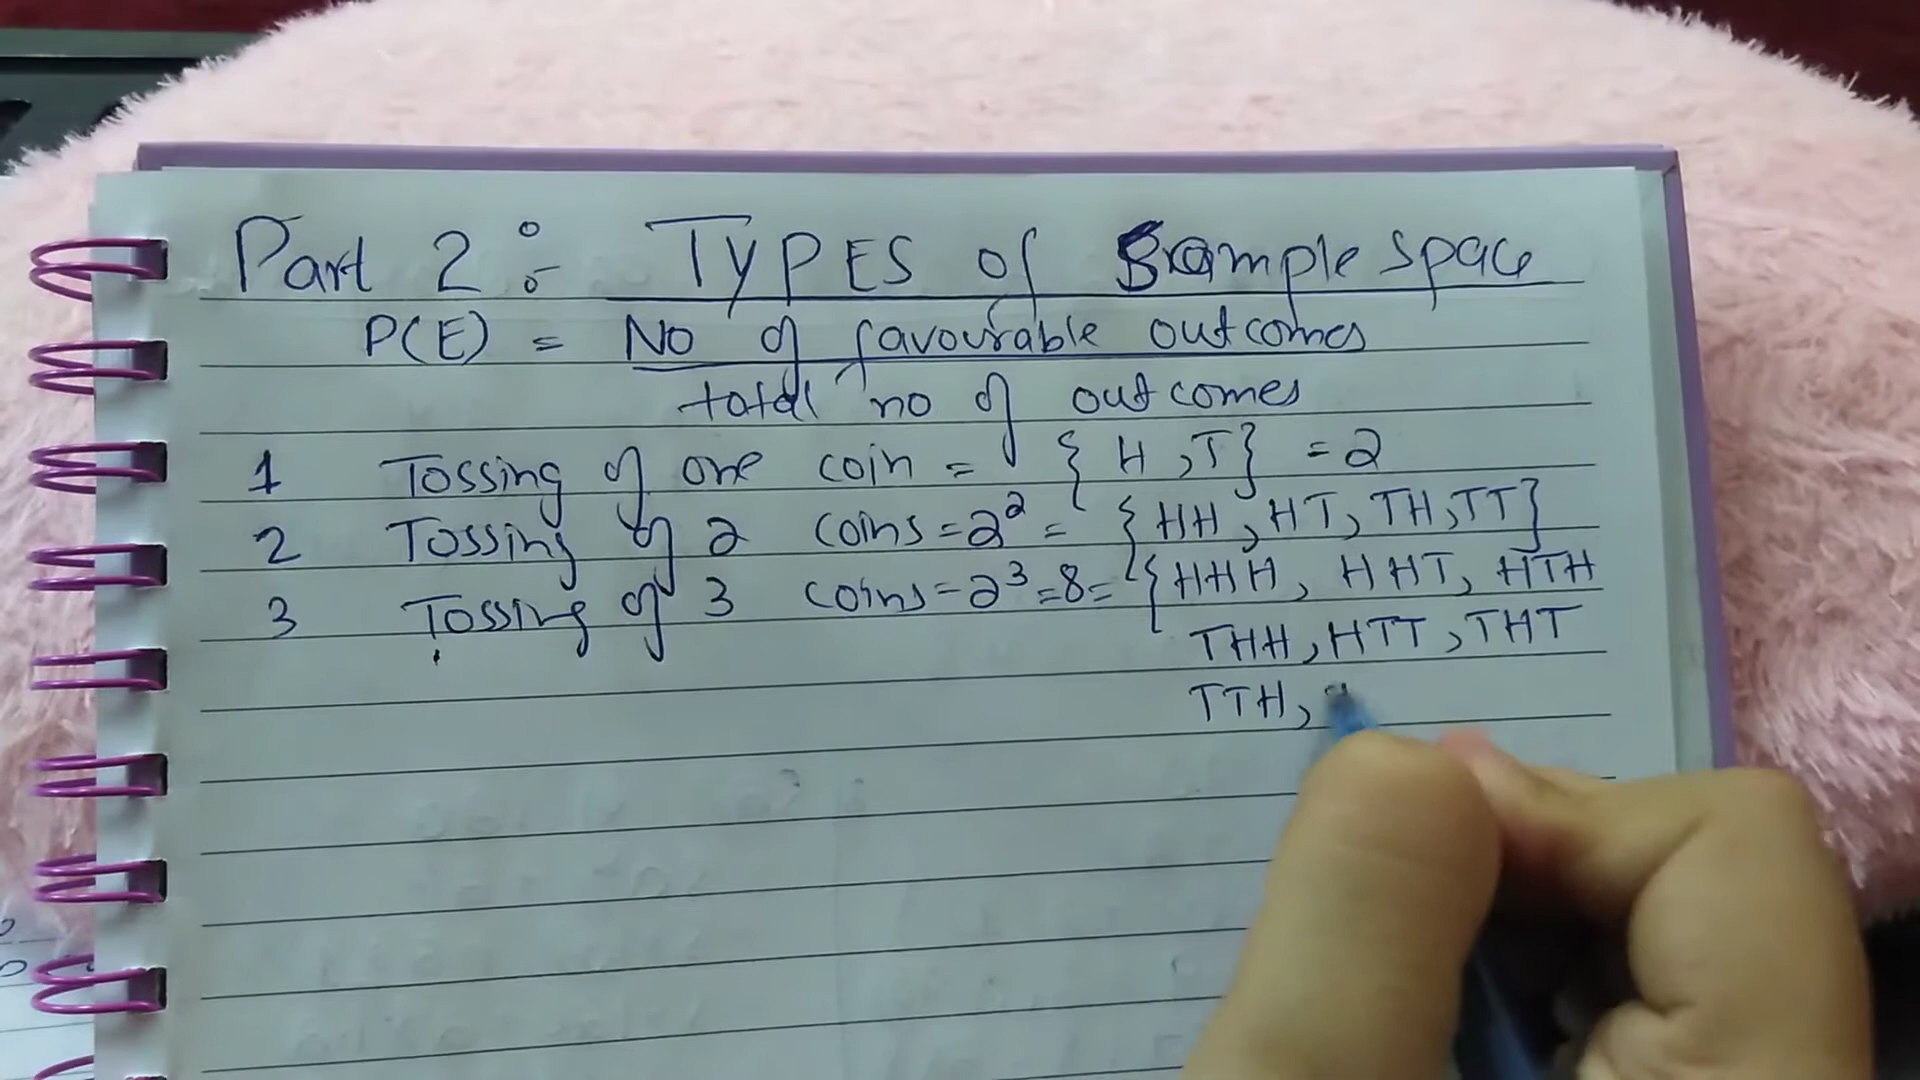 Part 2: TYPES of Sample space
P(E) = No of favourable outcomes
total no of outcomes
1 Tossing of one coin = { H , T } = 2
2 Tossing of 2 coins = 2² = { HH , HT, TH, TT }
3 Tossing of 3 coins = 2³ = 8 = { HHH, HHT, HTH
THH, HTT, THT
TTH,